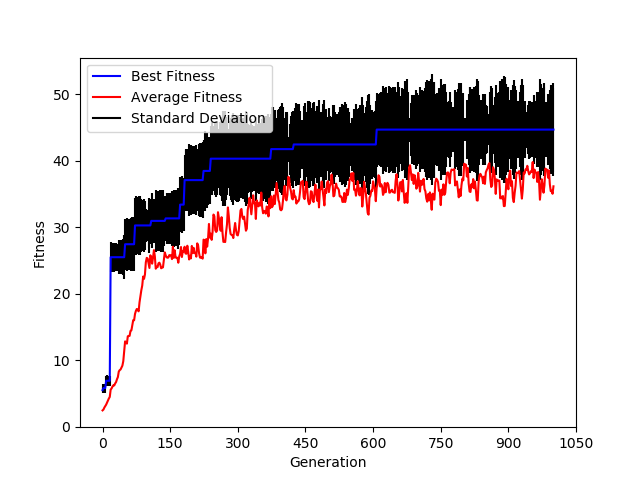 Best Fitness
Average Fitness
Standard Deviation
50
40
30
20
10
0
Fitness
0 150 300 450 600 750 900 1050
Generation